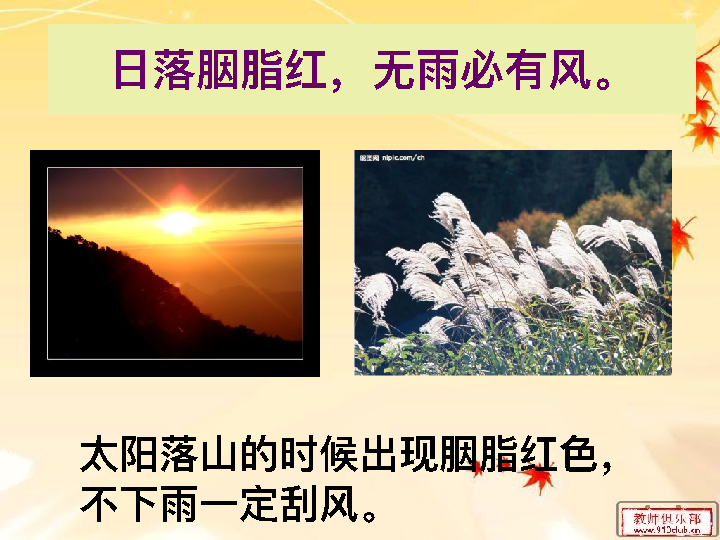 日落胭脂红，无雨必有风。
昵图网 nipic.com/ch
太阳落山的时候出现胭脂红色，
不下雨一定刮风。
教师俱乐部
www.910club.cn